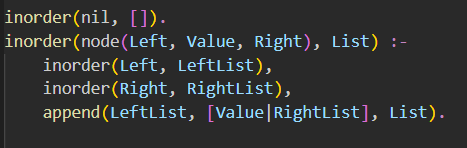 inorder(nil, []).
inorder(node(Left, Value, Right), List) :-
    inorder(Left, LeftList),
    inorder(Right, RightList),
    append(LeftList, [Value|RightList], List).